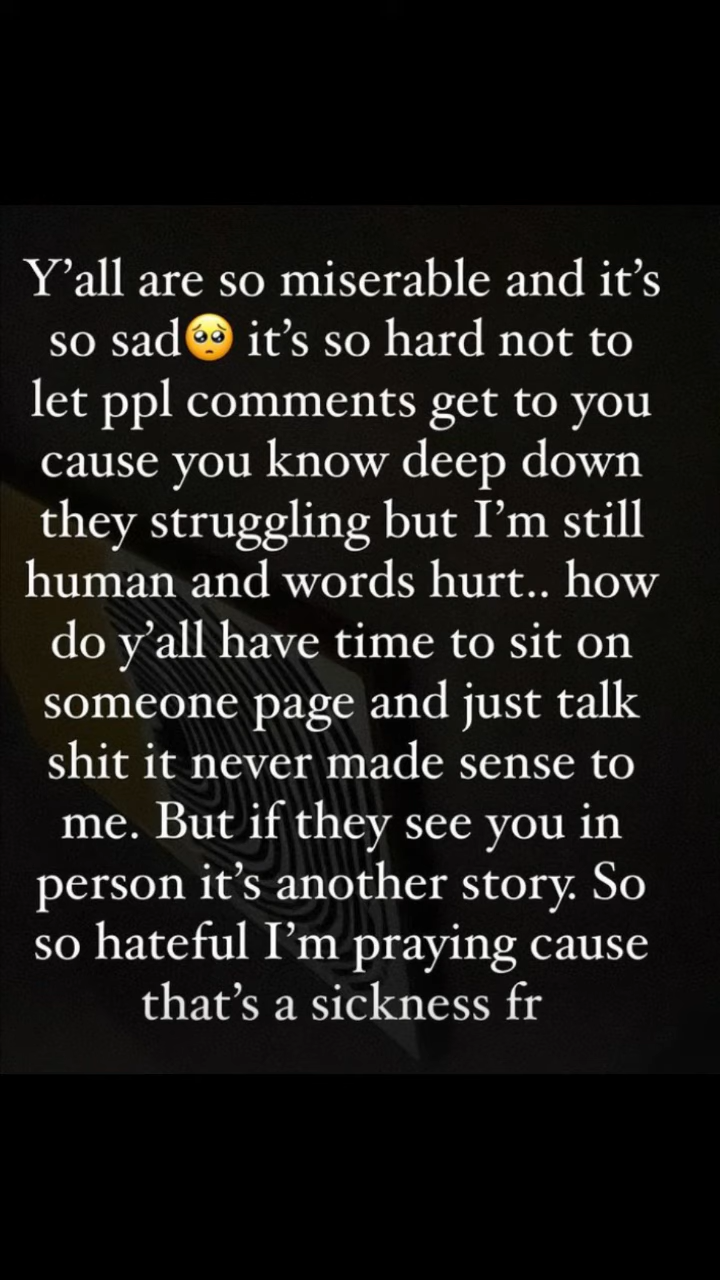 Y’all are so miserable and it’s
so sad🥺 it’s so hard not to
let ppl comments get to you
cause you know deep down
they struggling but I’m still
human and words hurt.. how
do y’all have time to sit on
someone page and just talk
shit it never made sense to
me. But if they see you in
person it’s another story. So
so hateful I’m praying cause
that’s a sickness fr